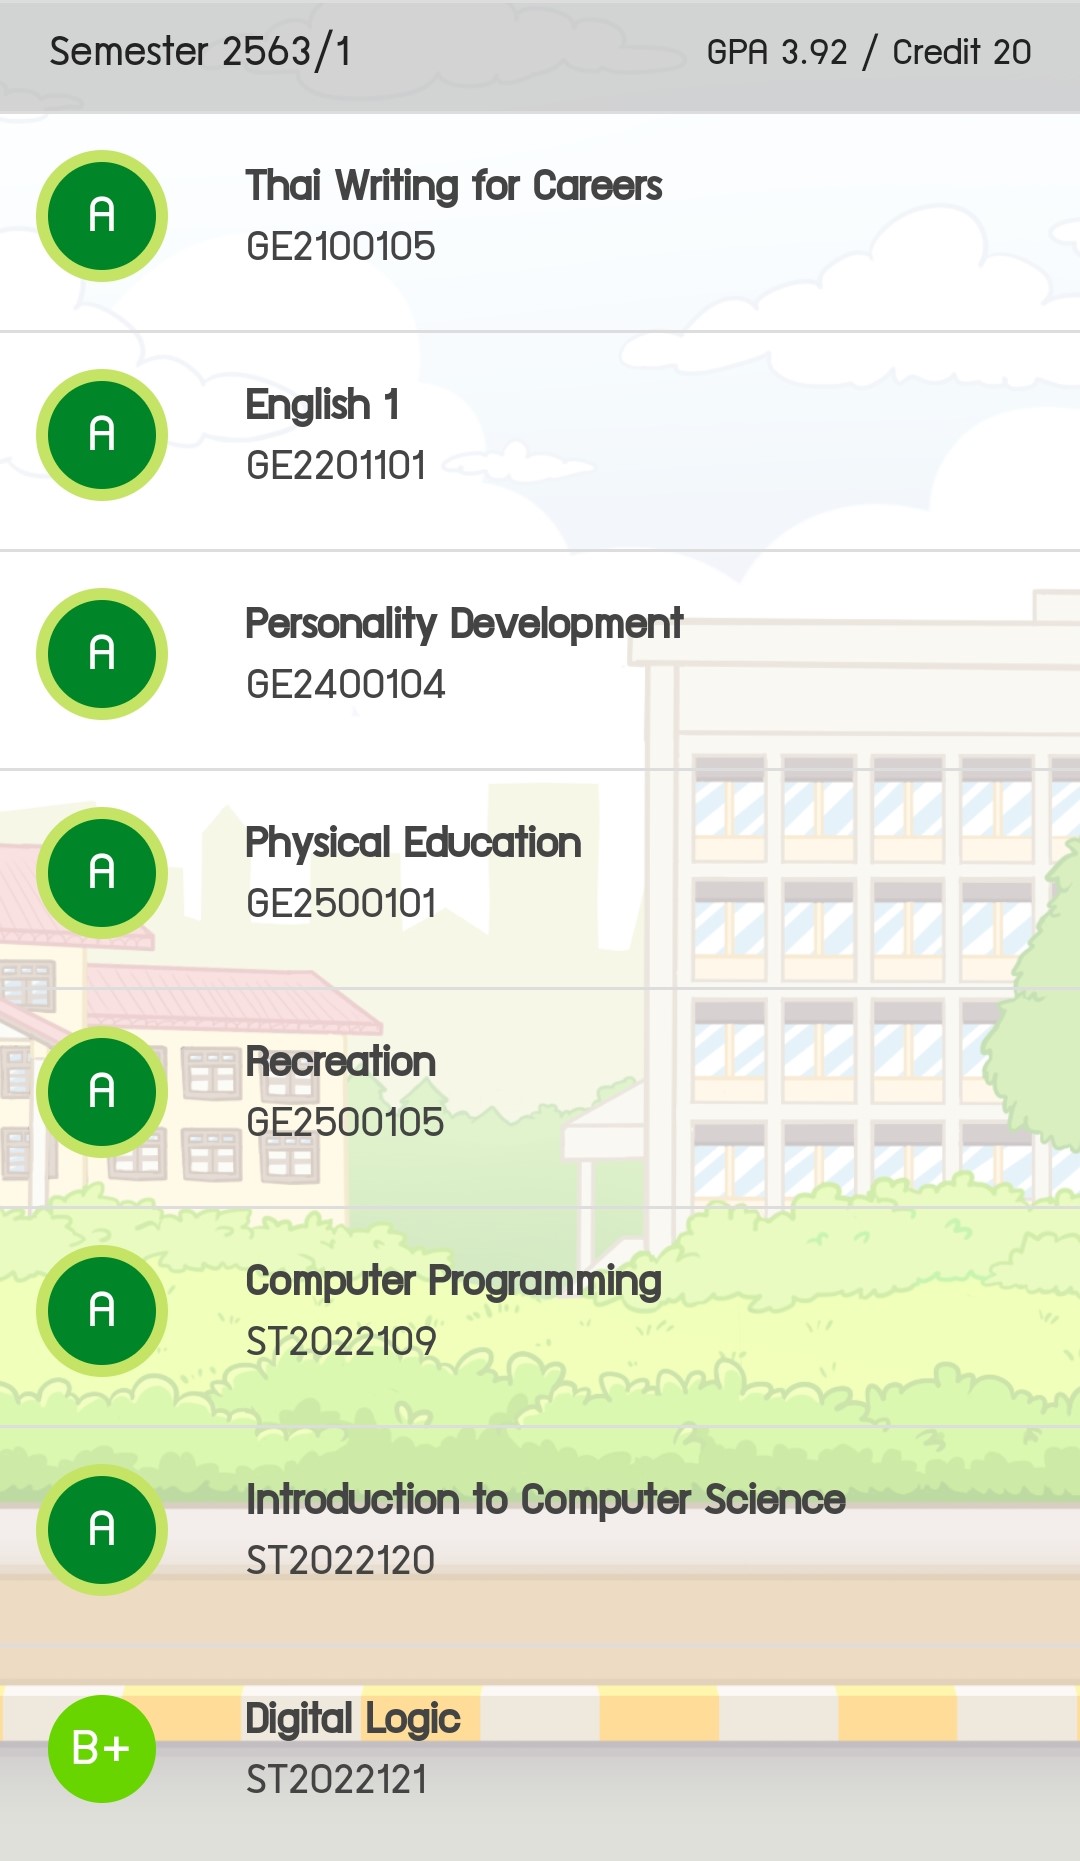 Semester 2563/1
GPA 3.92 / Credit 20
A
Thai Writing for Careers
GE2100105
A
English 1
GE2201101
A
Personality Development
GE2400104
A
Physical Education
GE2500101
A
Recreation
GE2500105
A
Computer Programming
ST2022109
A
Introduction to Computer Science
ST2022120
B+
Digital Logic
ST2022121